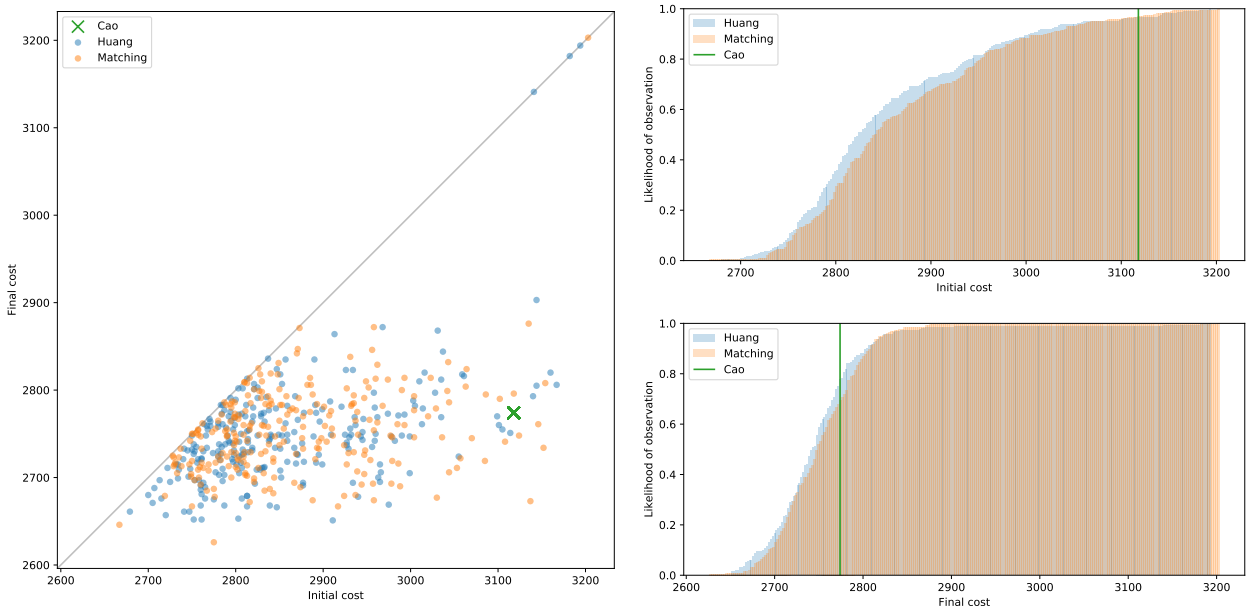 Cao
Huang
Matching
3200
3100
3000
2900
2800
2700
2600
Final cost
2600 2700 2800 2900 3000 3100 3200
Initial cost
Huang
Matching
Cao
1.0
0.8
0.6
0.4
0.2
0.0
Likelihood of observation
2700 2800 2900 3000 3100 3200
Initial cost
Huang
Matching
Cao
1.0
0.8
0.6
0.4
0.2
0.0
Likelihood of observation
2600 2700 2800 2900 3000 3100 3200
Final cost